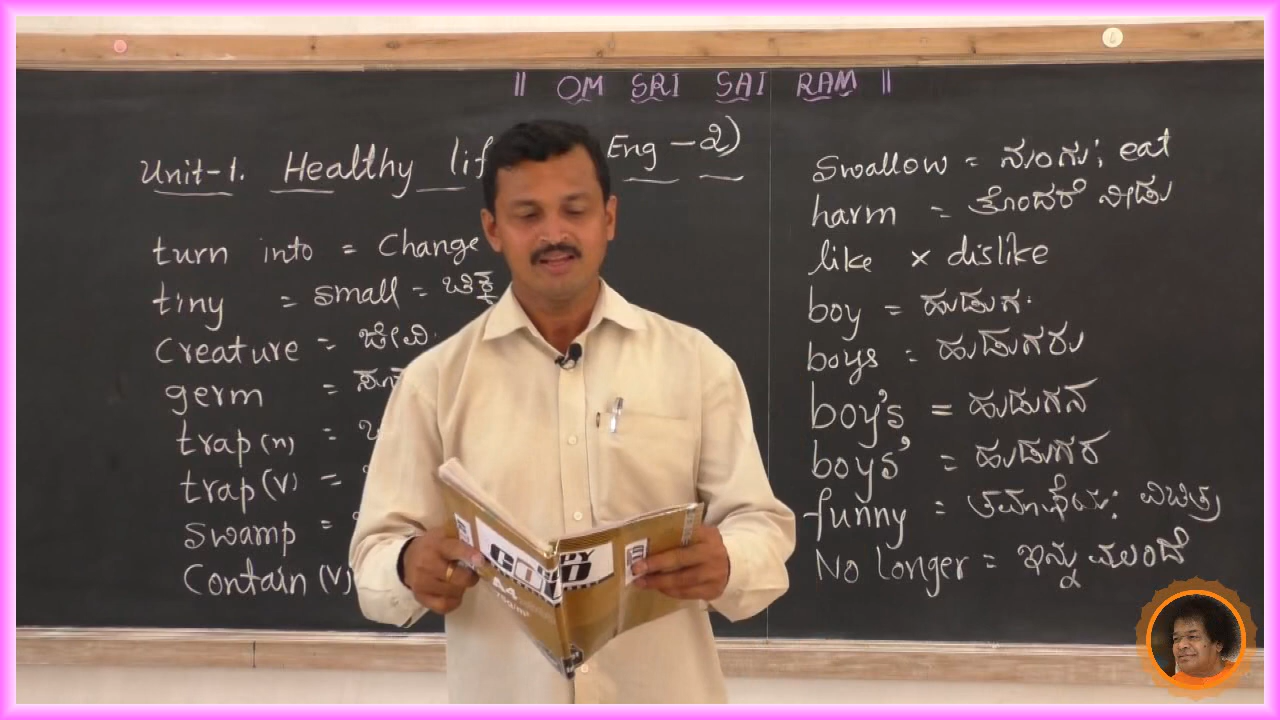 || OM SRI SAI RAM ||
Unit-1. Healthy lif Eng - 2)
turn into = Change
tiny = small = ಚಿಕ್ಕ
Creature = ಜೀವಿ.
germ =
trap (n) =
trap (v) =
swamp =
Contain (v)
swallow = ನುಂಗು; eat
harm = ತೊಂದರೆ ನೀಡು
like × dislike
boy = ಹುಡುಗ.
boys = ಹುಡುಗರು
boy's = ಹುಡುಗನ
boys' = ಹುಡುಗರ
funny = ತಮಾಷೆಯ; ವಿಚಿತ್ರ
No longer = ಇನ್ನು ಮುಂದೆ
A4